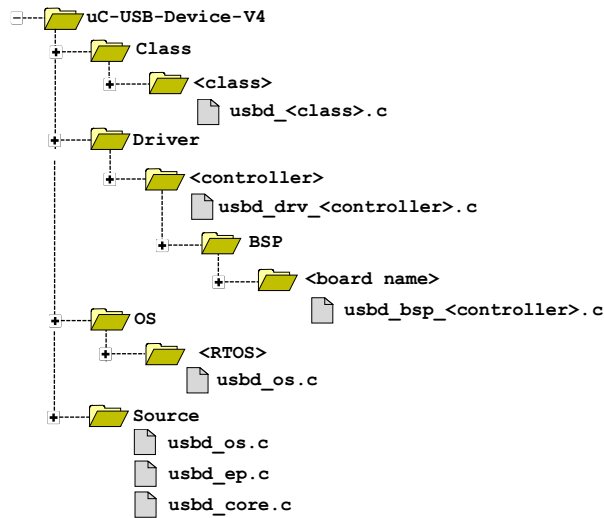 uC-USB-Device-V4
Class
<class>
usbd_<class>.c
Driver
<controller>
usbd_drv_<controller>.c
BSP
<board name>
usbd_bsp_<controller>.c
OS
<RTOS>
usbd_os.c
Source
usbd_os.c
usbd_ep.c
usbd_core.c